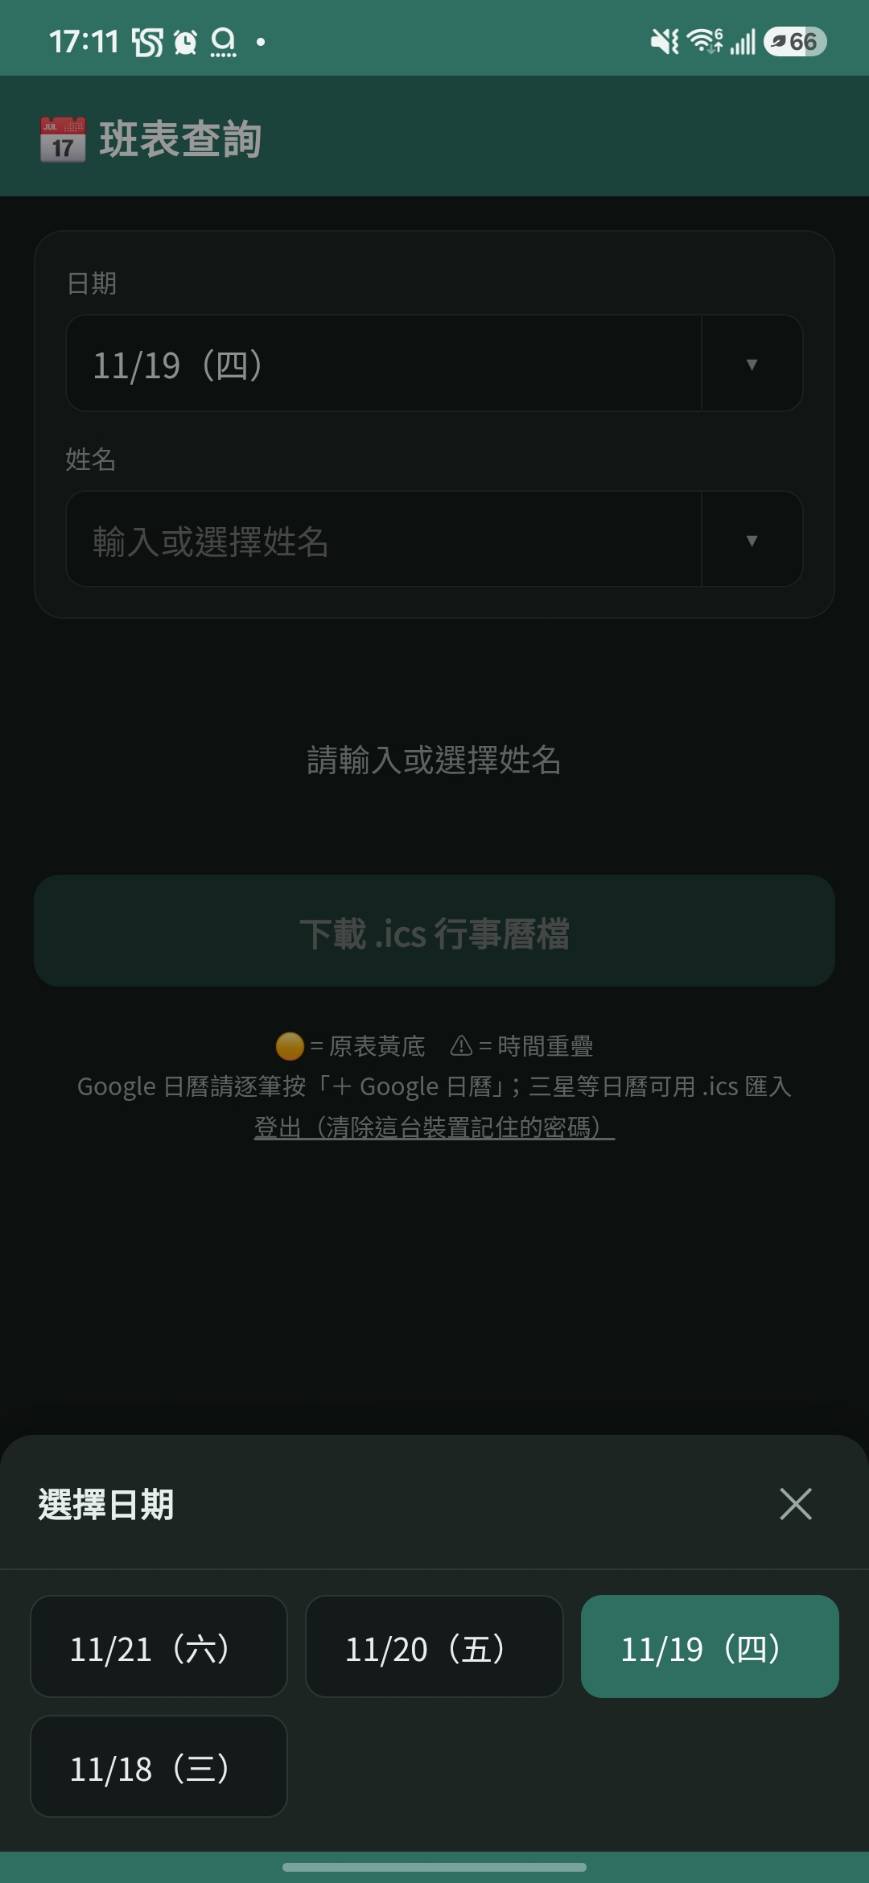 17:11
66
JUL 17 班表查詢
日期
11/19（四）
姓名
輸入或選擇姓名
請輸入或選擇姓名
下載 .ics 行事曆檔
= 原表黃底 ⚠ = 時間重疊
Google 日曆請逐筆按「＋ Google 日曆」；三星等日曆可用 .ics 匯入
登出（清除這台裝置記住的密碼）
選擇日期
11/21（六） 11/20（五） 11/19（四）
11/18（三）